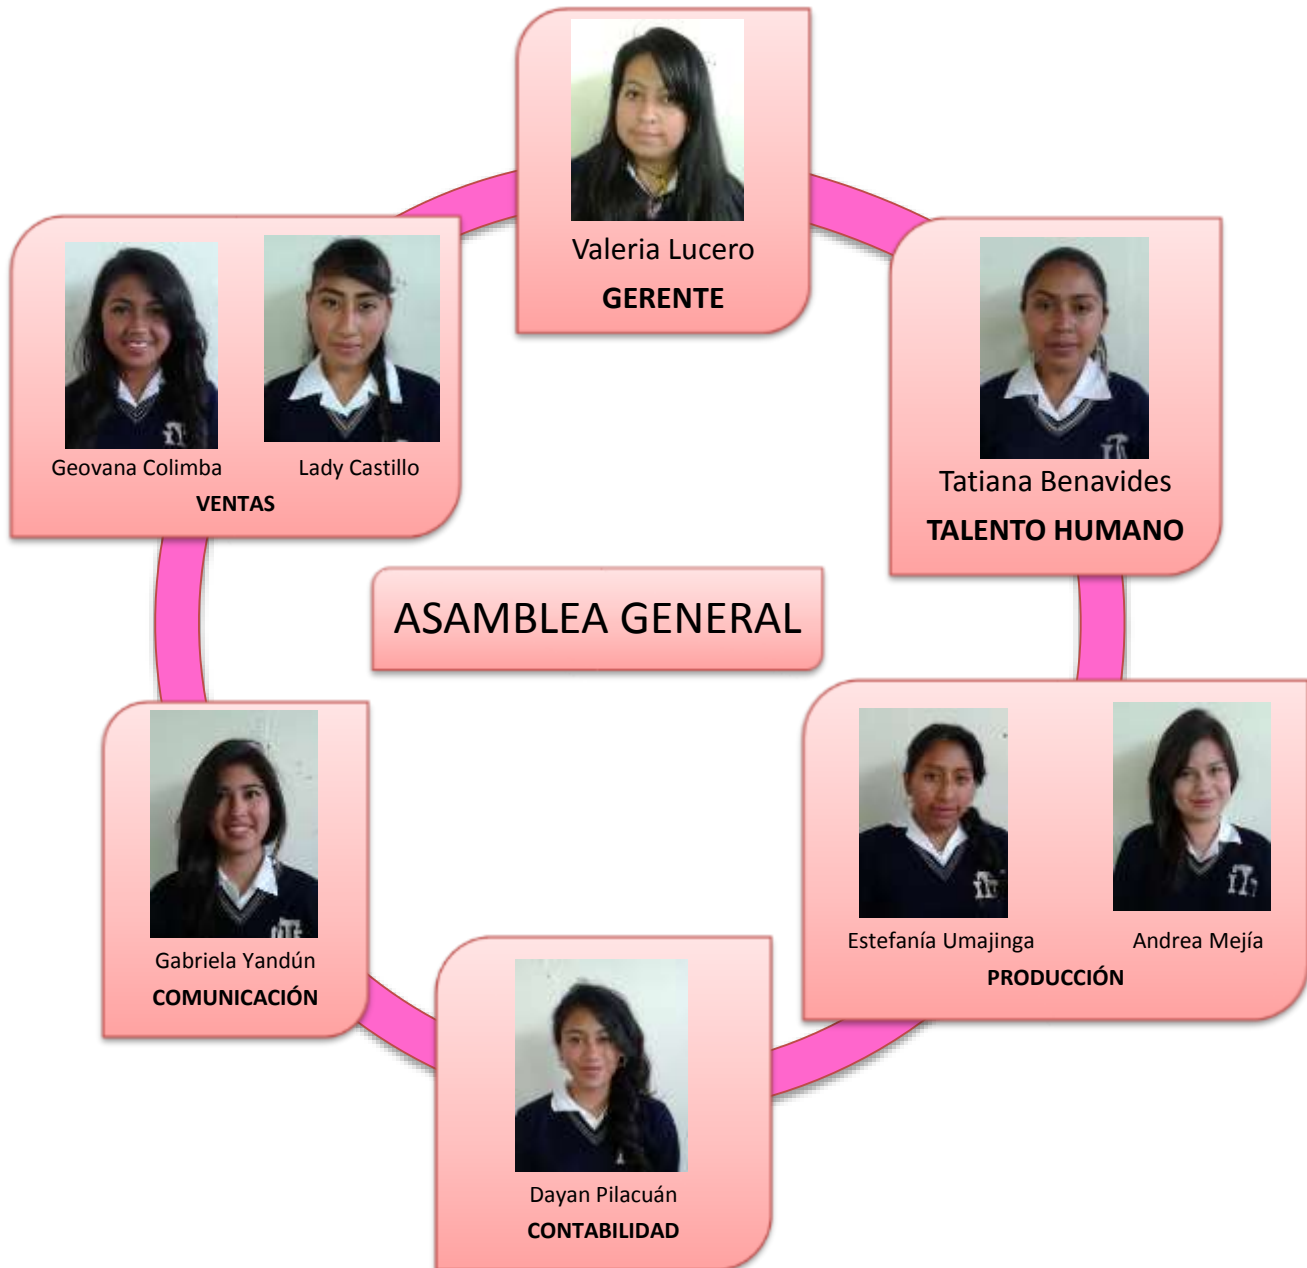 Valeria Lucero
GERENTE
Geovana Colimba
Lady Castillo
VENTAS
Tatiana Benavides
TALENTO HUMANO
ASAMBLEA GENERAL
Gabriela Yandún
COMUNICACIÓN
Estefanía Umajinga
Andrea Mejía
PRODUCCIÓN
Dayan Pilacuán
CONTABILIDAD